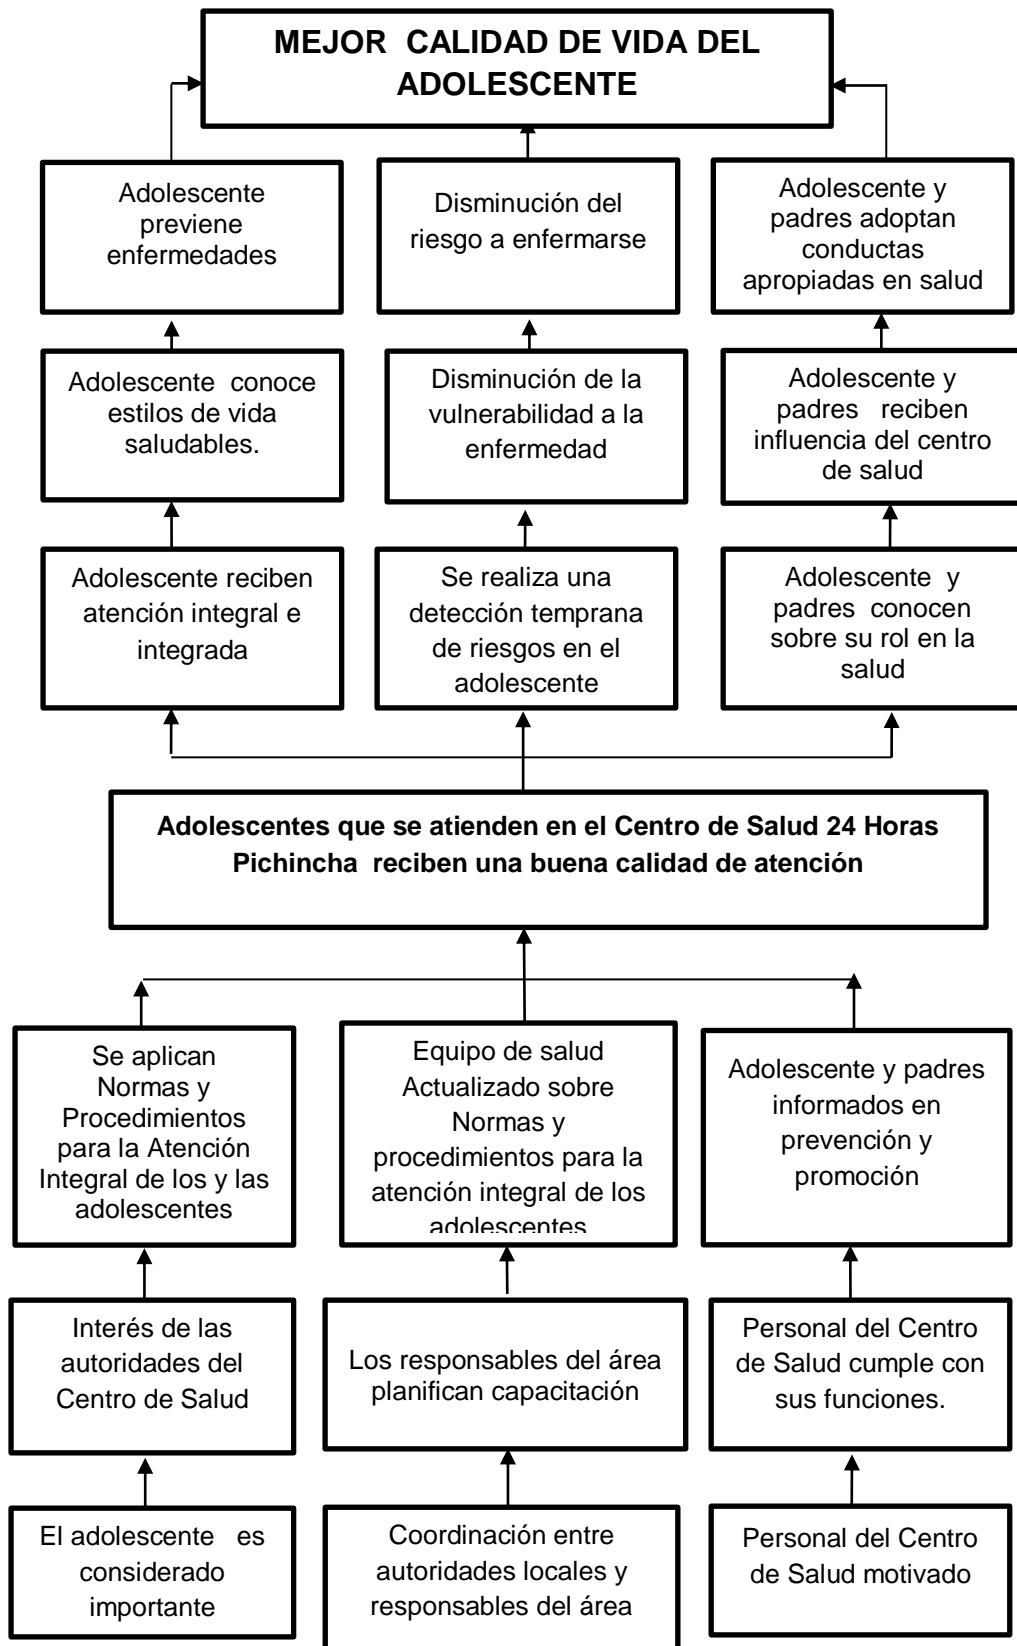 MEJOR CALIDAD DE VIDA DEL
ADOLESCENTE
Adolescente
previene
enfermedades
Disminución del
riesgo a enfermarse
Adolescente y
padres adoptan
conductas
apropiadas en salud
Adolescente conoce
estilos de vida
saludables.
Disminución de la
vulnerabilidad a la
enfermedad
Adolescente y
padres reciben
influencia del centro
de salud
Adolescente reciben
atención integral e
integrada
Se realiza una
detección temprana
de riesgos en el
adolescente
Adolescente y
padres conocen
sobre su rol en la
salud
Adolescentes que se atienden en el Centro de Salud 24 Horas
Pichincha reciben una buena calidad de atención
Se aplican
Normas y
Procedimientos
para la Atención
Integral de los y las
adolescentes
Equipo de salud
Actualizado sobre
Normas y
procedimientos para la
atención integral de los
adolescentes
Adolescente y padres
informados en
prevención y
promoción
Interés de las
autoridades del
Centro de Salud
Los responsables del área
planifican capacitación
Personal del Centro
de Salud cumple con
sus funciones.
El adolescente es
considerado
importante
Coordinación entre
autoridades locales y
responsables del área
Personal del Centro
de Salud motivado